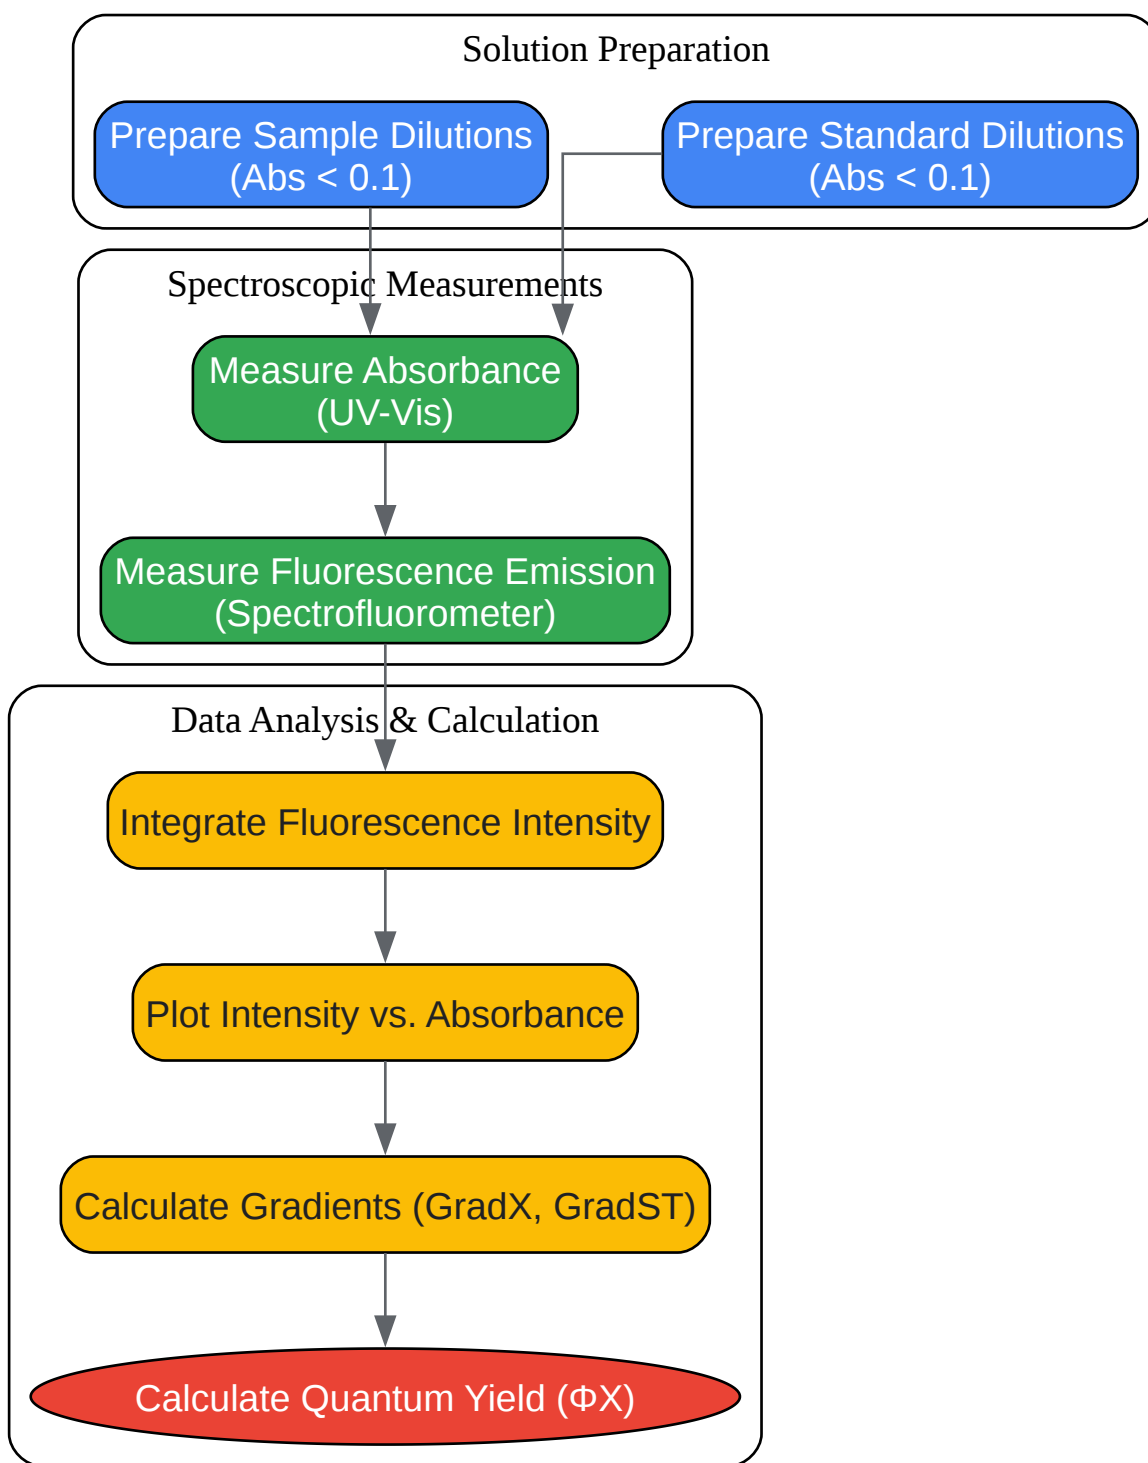 Solution Preparation
Prepare Sample Dilutions
(Abs < 0.1)
Prepare Standard Dilutions
(Abs < 0.1)
Spectroscopic Measurements
Measure Absorbance
(UV-Vis)
Measure Fluorescence Emission
(Spectrofluorometer)
Data Analysis & Calculation
Integrate Fluorescence Intensity
Plot Intensity vs. Absorbance
Calculate Gradients (GradX, GradST)
Calculate Quantum Yield (ΦX)